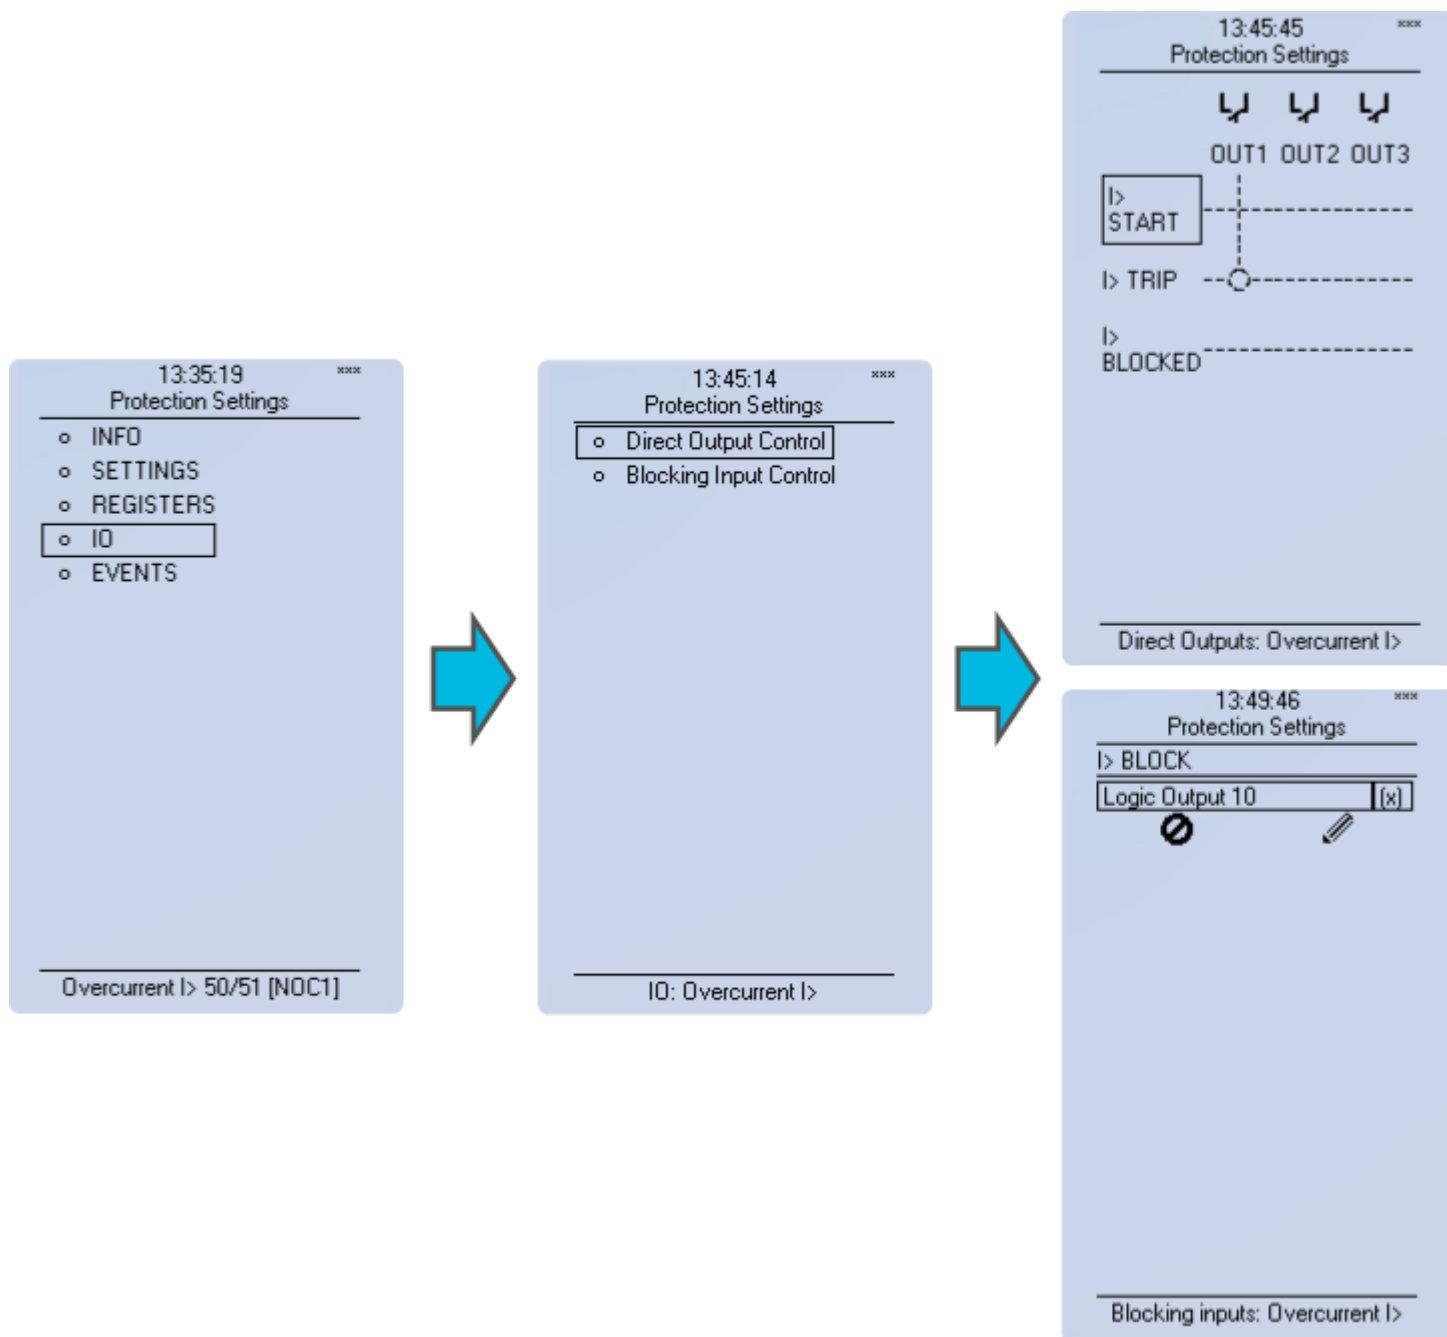 13:35:19 ***
Protection Settings
INFO
SETTINGS
REGISTERS
IO
EVENTS
Overcurrent I> 50/51 [NOC1]
13:45:14 ***
Protection Settings
Direct Output Control
Blocking Input Control
IO: Overcurrent I>
13:45:45 ***
Protection Settings
OUT1 OUT2 OUT3
I>
START
I> TRIP
I>
BLOCKED
Direct Outputs: Overcurrent I>
13:49:46 ***
Protection Settings
I> BLOCK
Logic Output 10 (x)
Blocking inputs: Overcurrent I>